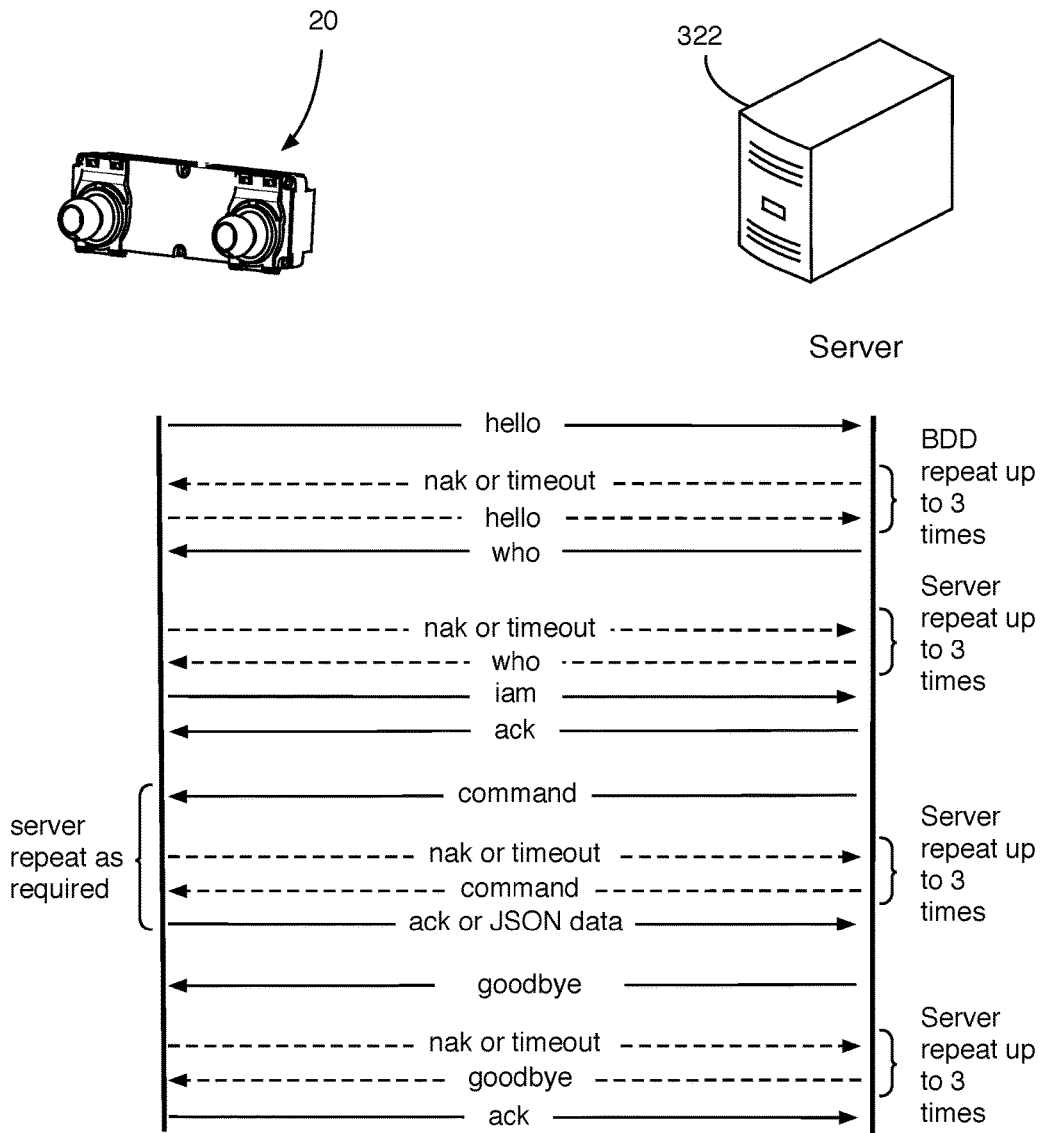 20
322
Server
hello
BDD
repeat up
to 3
times
nak or timeout
hello
who
Server
repeat up
to 3
times
nak or timeout
who
iam
ack
server
repeat as
required
command
Server
repeat up
to 3
times
nak or timeout
command
ack or JSON data
goodbye
Server
repeat up
to 3
times
nak or timeout
goodbye
ack